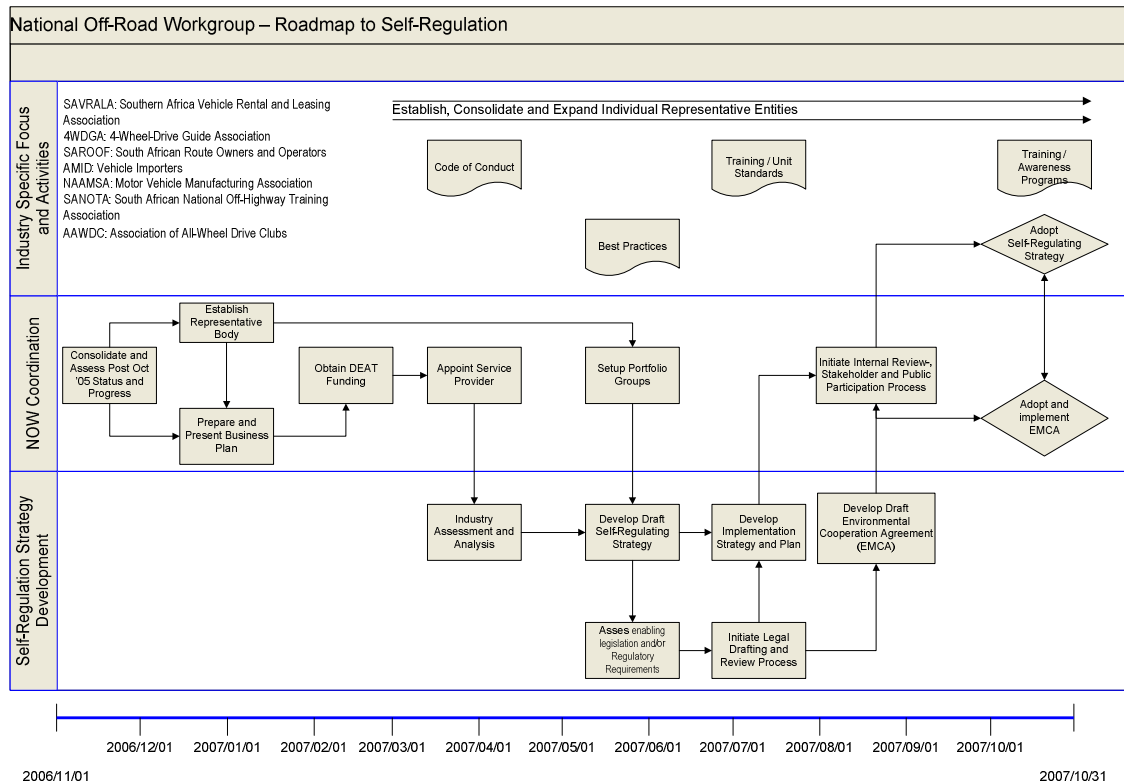 National Off-Road Workgroup – Roadmap to Self-Regulation
Industry Specific Focus
and Activities
SAVRALA: Southern Africa Vehicle Rental and Leasing
Association
4WDGA: 4-Wheel-Drive Guide Association
SAROOF: South African Route Owners and Operators
AMID: Vehicle Importers
NAAMSA: Motor Vehicle Manufacturing Association
SANOTA: South African National Off-Highway Training
Association
AAWDC: Association of All-Wheel Drive Clubs
Establish, Consolidate and Expand Individual Representative Entities
Code of Conduct
Training / Unit
Standards
Training /
Awareness
Programs
Best Practices
Adopt
Self-Regulating
Strategy
NOW Coordination
Establish
Representative
Body
Consolidate and
Assess Post Oct
'05 Status and
Progress
Prepare and
Present Business
Plan
Obtain DEAT
Funding
Appoint Service
Provider
Setup Portfolio
Groups
Initiate Internal Review-,
Stakeholder and Public
Participation Process
Adopt and
implement
EMCA
Self-Regulation Strategy
Development
Industry
Assessment and
Analysis
Develop Draft
Self-Regulating
Strategy
Develop
Implementation
Strategy and Plan
Develop Draft
Environmental
Cooperation Agreement
(EMCA)
Asses enabling
legislation and/or
Regulatory
Requirements
Initiate Legal
Drafting and
Review Process
2006/12/01
2007/01/01
2007/02/01
2007/03/01
2007/04/01
2007/05/01
2007/06/01
2007/07/01
2007/08/01
2007/09/01
2007/10/01
2006/11/01
2007/10/31